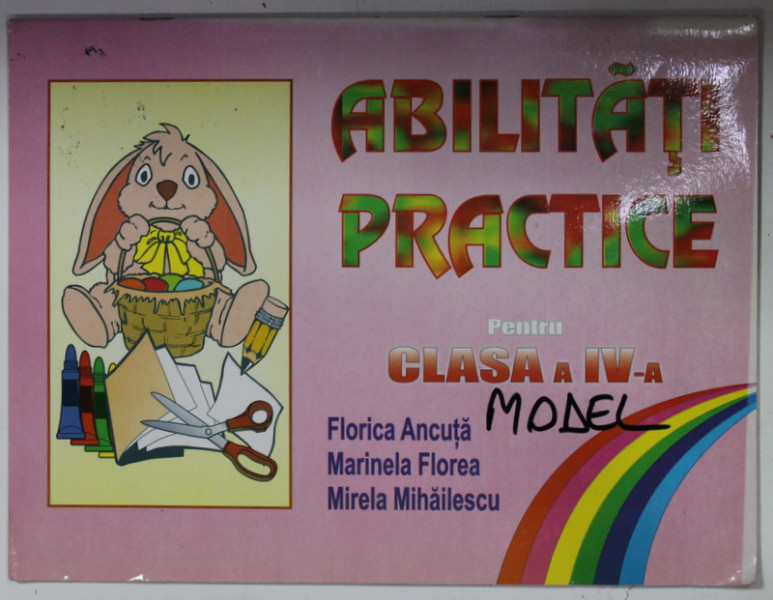 ABILITĂȚI
PRACTICE
Pentru
CLASA A IV-A
MODEL
Florica Ancuță
Marinela Florea
Mirela Mihăilescu